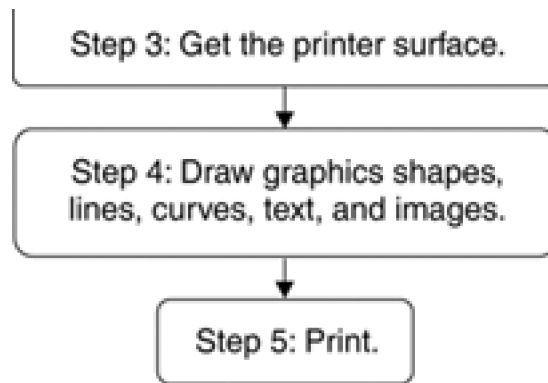 Step 3: Get the printer surface.
Step 4: Draw graphics shapes,
lines, curves, text, and images.
Step 5: Print.